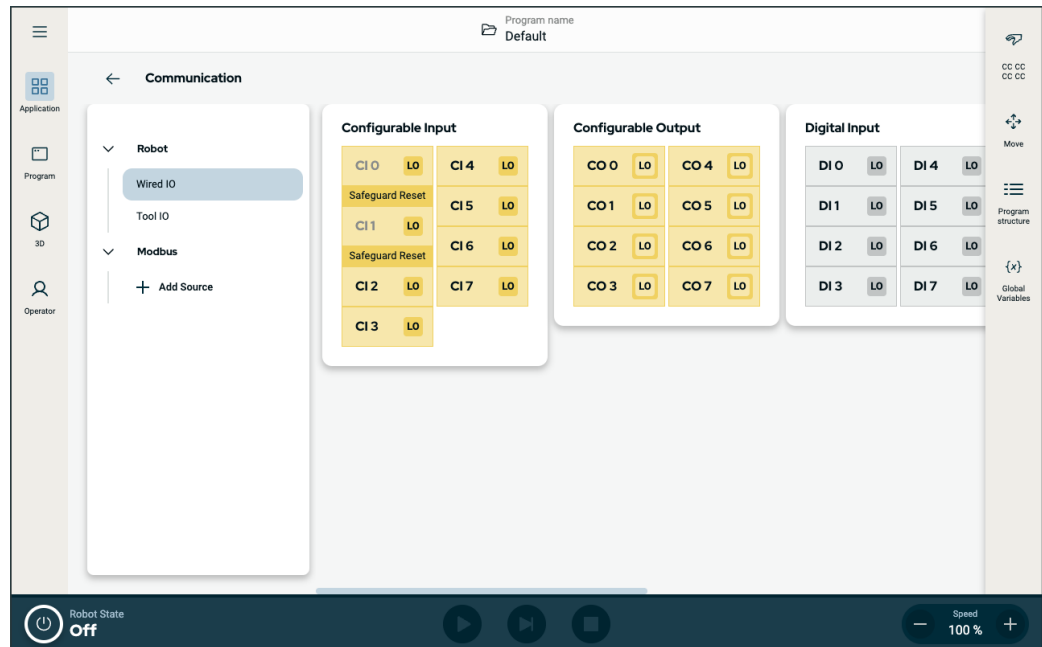 Program name
Default
CC CC
CC CC
Application
Program
3D
Operator
Communication
Robot
Wired IO
Tool IO
Modbus
Add Source
Configurable Input
CI 0 LO CI 4 LO
Safeguard Reset
CI 5 LO
CI 1 LO
CI 6 LO
Safeguard Reset
CI 2 LO CI 7 LO
CI 3 LO
Configurable Output
CO 0 LO CO 4 LO
CO 1 LO CO 5 LO
CO 2 LO CO 6 LO
CO 3 LO CO 7 LO
Digital Input
DI 0 LO DI 4 LO
DI 1 LO DI 5 LO
DI 2 LO DI 6 LO
DI 3 LO DI 7 LO
Move
Program
structure
{x}
Global
Variables
Robot State
Off
Speed
100 %